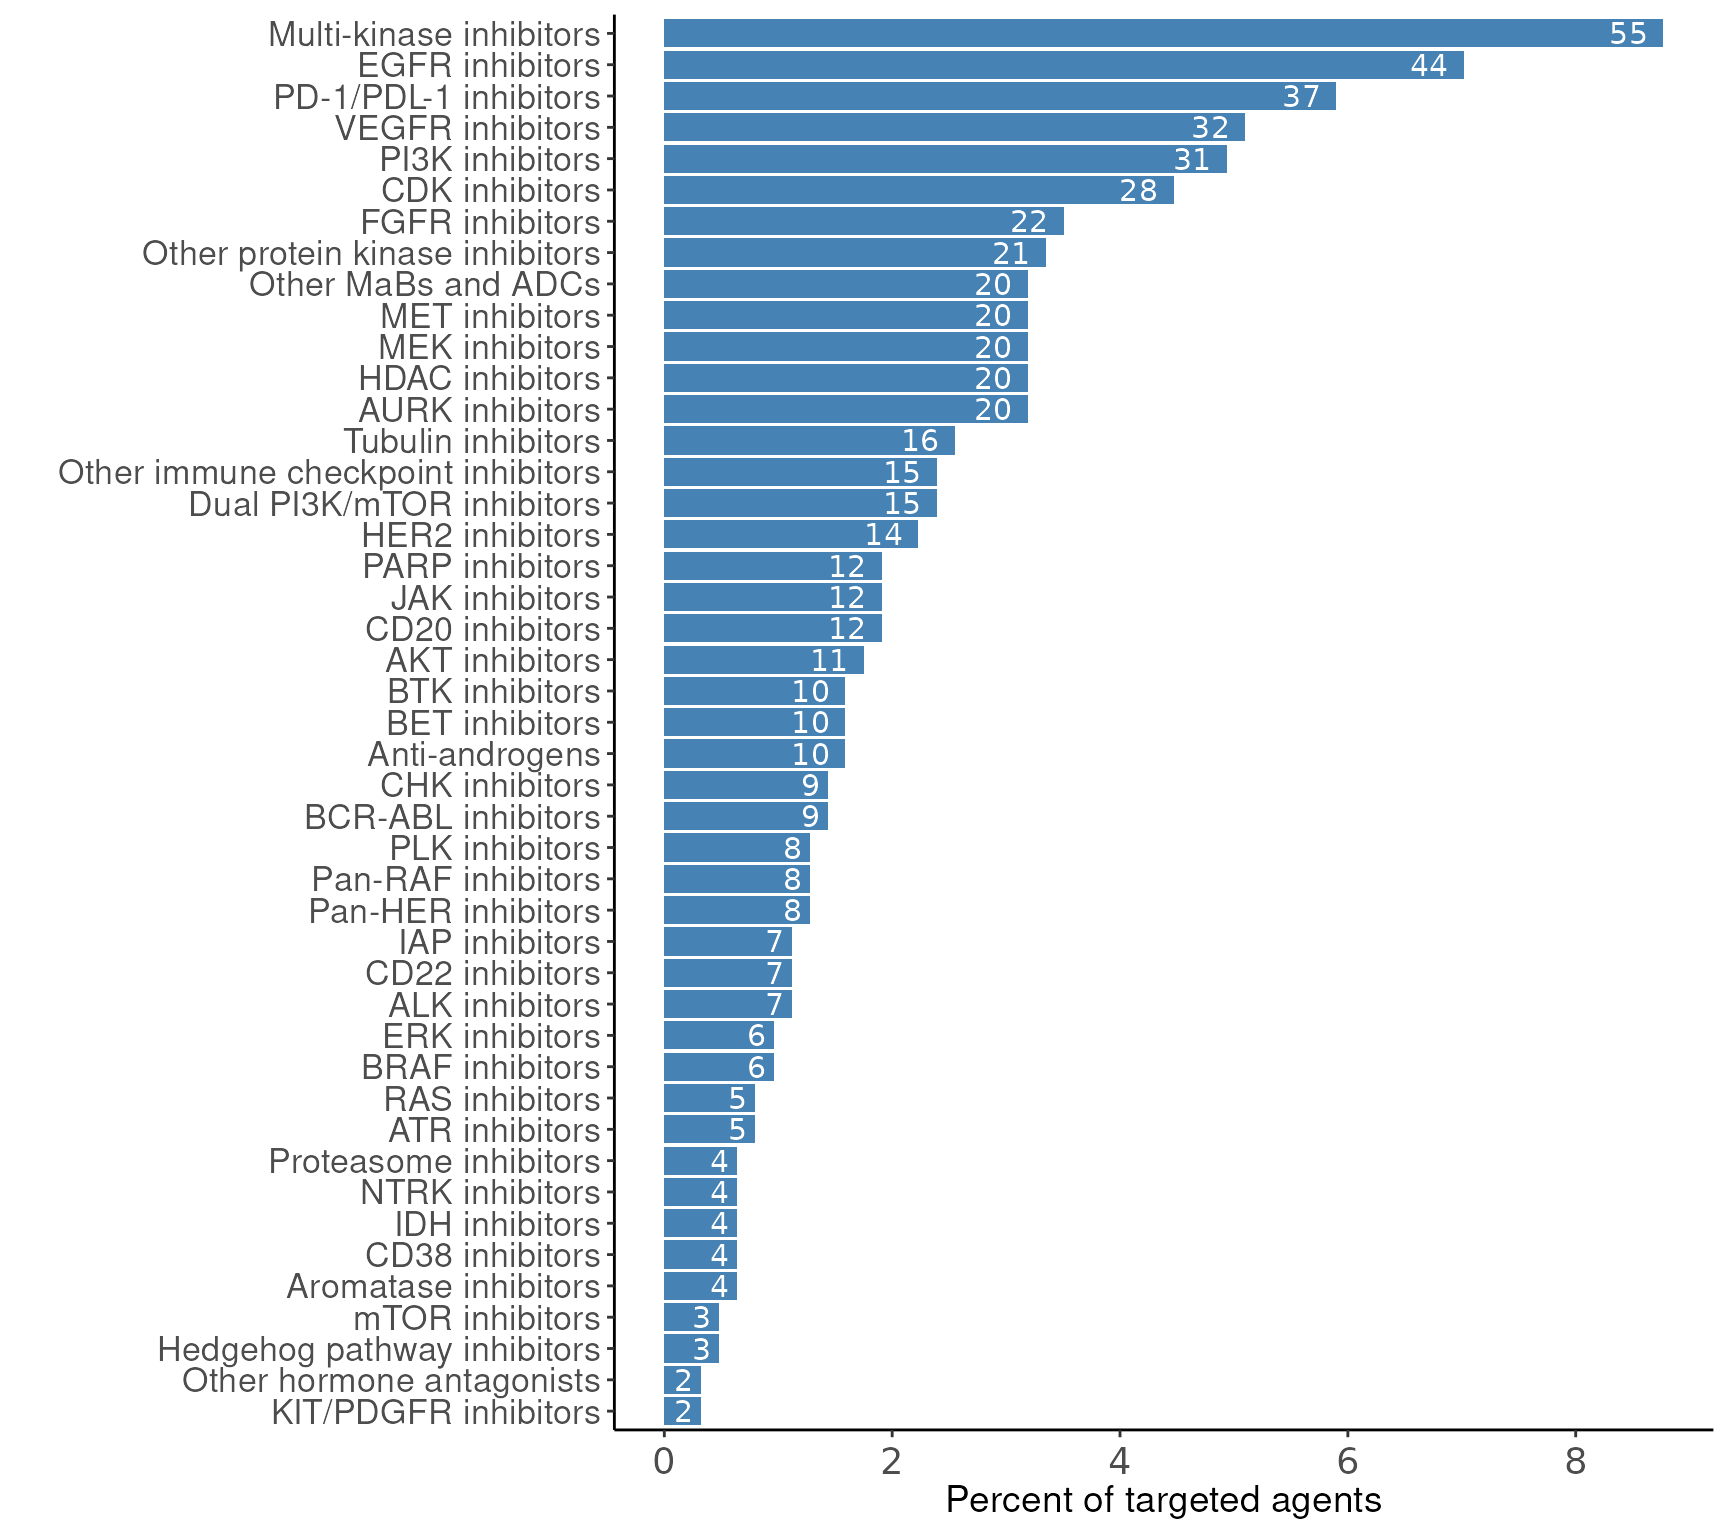 Multi-kinase inhibitors 55
EGFR inhibitors 44
PD-1/PDL-1 inhibitors 37
VEGFR inhibitors 32
PI3K inhibitors 31
CDK inhibitors 28
FGFR inhibitors 22
Other protein kinase inhibitors 21
Other MaBs and ADCs 20
MET inhibitors 20
MEK inhibitors 20
HDAC inhibitors 20
AURK inhibitors 20
Tubulin inhibitors 16
Other immune checkpoint inhibitors 15
Dual PI3K/mTOR inhibitors 15
HER2 inhibitors 14
PARP inhibitors 12
JAK inhibitors 12
CD20 inhibitors 12
AKT inhibitors 11
BTK inhibitors 10
BET inhibitors 10
Anti-androgens 10
CHK inhibitors 9
BCR-ABL inhibitors 9
PLK inhibitors 8
Pan-RAF inhibitors 8
Pan-HER inhibitors 8
IAP inhibitors 7
CD22 inhibitors 7
ALK inhibitors 7
ERK inhibitors 6
BRAF inhibitors 6
RAS inhibitors 5
ATR inhibitors 5
Proteasome inhibitors 4
NTRK inhibitors 4
IDH inhibitors 4
CD38 inhibitors 4
Aromatase inhibitors 4
mTOR inhibitors 3
Hedgehog pathway inhibitors 3
Other hormone antagonists 2
KIT/PDGFR inhibitors 2
0 2 4 6 8
Percent of targeted agents